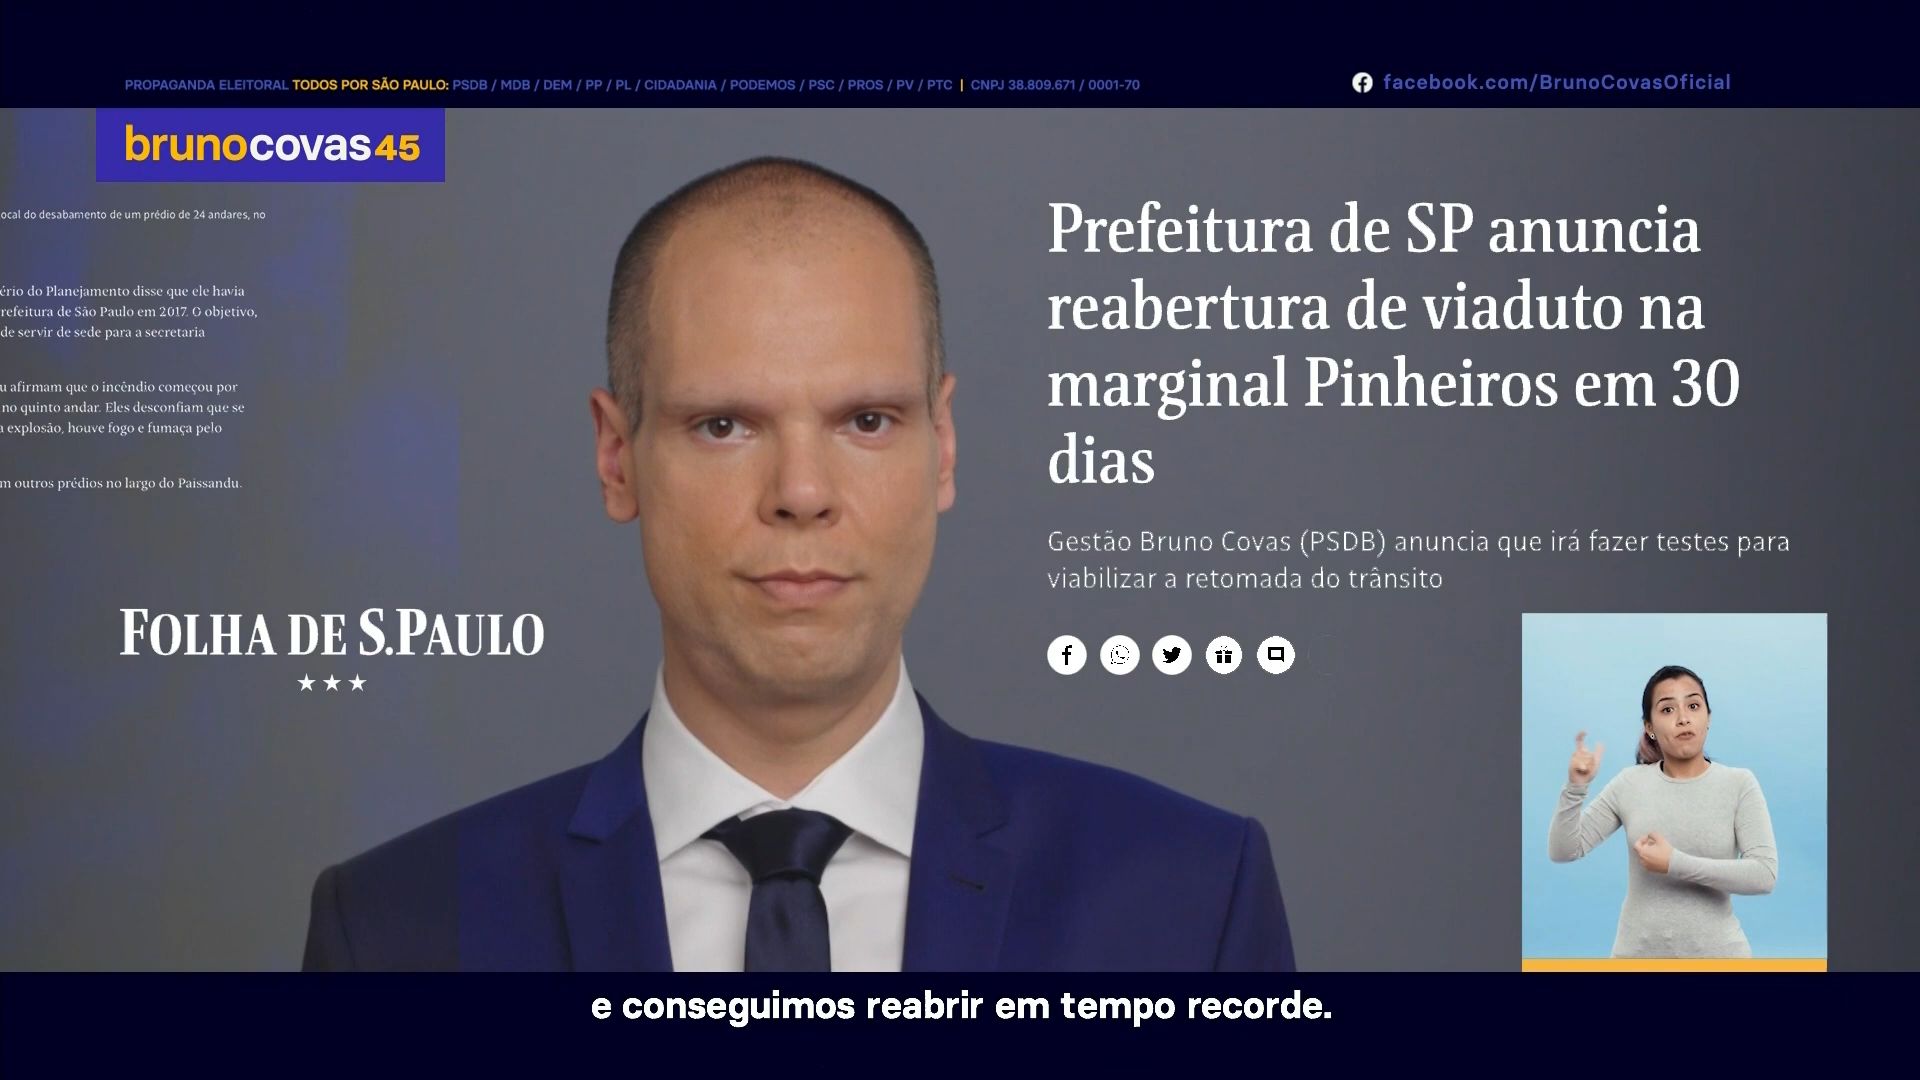 PROPAGANDA ELEITORAL TODOS POR SÃO PAULO: PSDB / MDB / DEM / PP / PL / CIDADANIA / PODEMOS / PSC / PROS / PV / PTC | CNPJ 38.809.671 / 0001-70
facebook.com/BrunoCovasOficial
brunocovas45
ocal do desabamento de um prédio de 24 andares, no
ério do Planejamento disse que ele havia
refeitura de São Paulo em 2017. O objetivo,
de servir de sede para a secretaria
u afirmam que o incêndio começou por
no quinto andar. Eles desconfiam que se
a explosão, houve fogo e fumaça pelo
m outros prédios no largo do Paissandu.
FOLHA DE S.PAULO
Prefeitura de SP anuncia
reabertura de viaduto na
marginal Pinheiros em 30
dias
Gestão Bruno Covas (PSDB) anuncia que irá fazer testes para
viabilizar a retomada do trânsito
e conseguimos reabrir em tempo recorde.